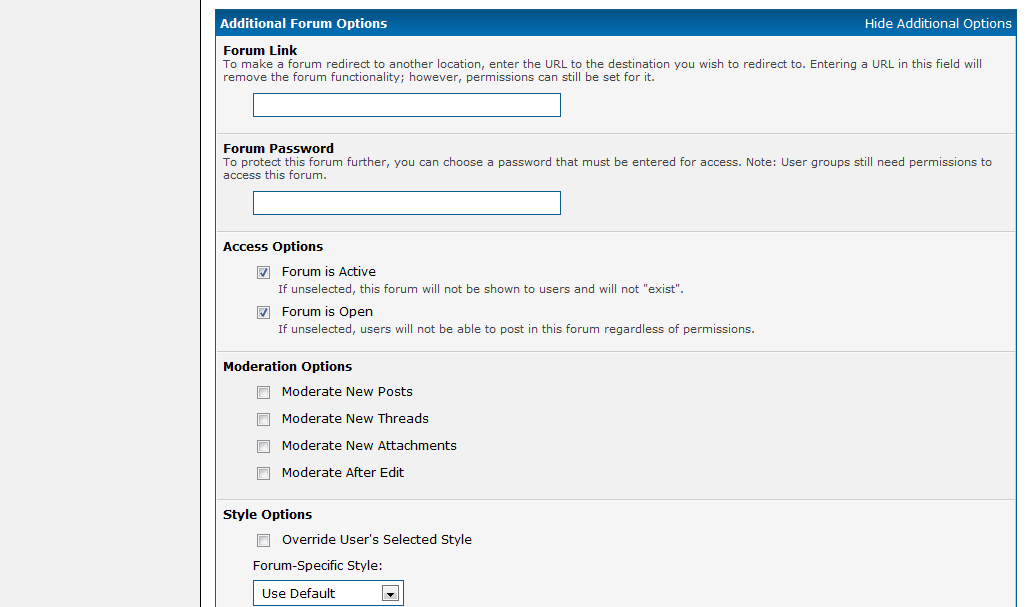 Additional Forum Options
Hide Additional Options
Forum Link
To make a forum redirect to another location, enter the URL to the destination you wish to redirect to. Entering a URL in this field will
remove the forum functionality; however, permissions can still be set for it.
Forum Password
To protect this forum further, you can choose a password that must be entered for access. Note: User groups still need permissions to
access this forum.
Access Options
Forum is Active
If unselected, this forum will not be shown to users and will not "exist".
Forum is Open
If unselected, users will not be able to post in this forum regardless of permissions.
Moderation Options
Moderate New Posts
Moderate New Threads
Moderate New Attachments
Moderate After Edit
Style Options
Override User's Selected Style
Forum-Specific Style:
Use Default